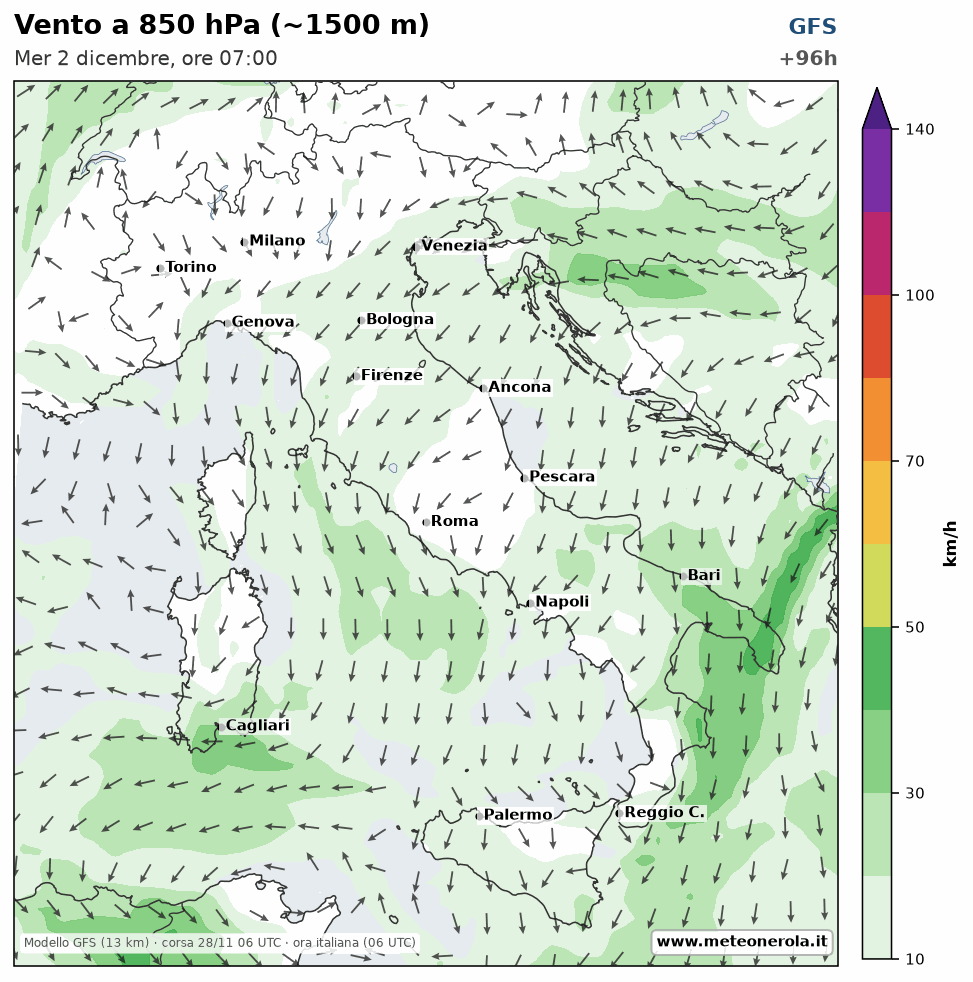 Vento a 850 hPa (~1500 m)
GFS
Mer 2 dicembre, ore 07:00
+96h
140
Venezia
Milano
Torino
100
Genova
Bologna
Firenze
Ancona
70
Pescara
Roma
km/h
Bari
Napoli
50
Cagliari
30
Palermo
Reggio C.
Modello GFS (13 km) · corsa 28/11 06 UTC · ora italiana (06 UTC)
www.meteonerola.it
10